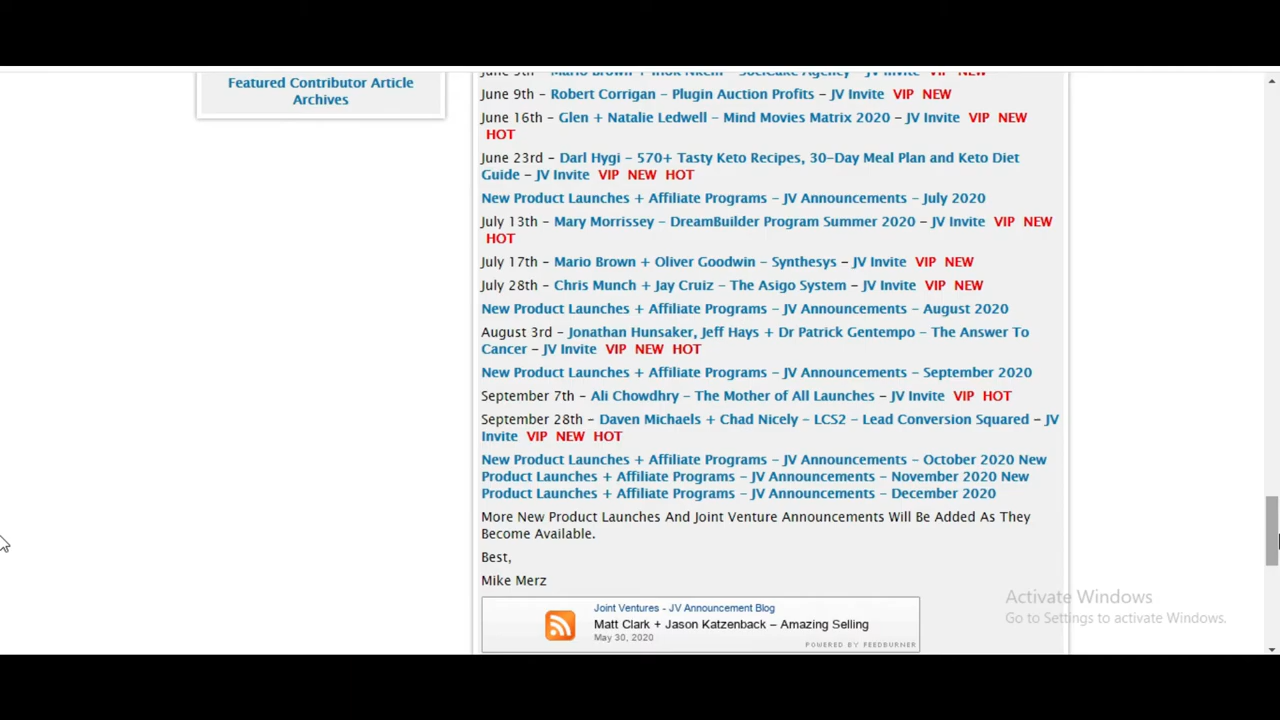 Featured Contributor Article
Archives
Mario Brown + – JV Invite VIP NEW
June 9th – Robert Corrigan – Plugin Auction Profits – JV Invite VIP NEW
June 16th – Glen + Natalie Ledwell – Mind Movies Matrix 2020 – JV Invite VIP NEW
HOT
June 23rd – Darl Hygi – 570+ Tasty Keto Recipes, 30-Day Meal Plan and Keto Diet
Guide – JV Invite VIP NEW HOT
New Product Launches + Affiliate Programs – JV Announcements – July 2020
July 13th – Mary Morrissey – DreamBuilder Program Summer 2020 – JV Invite VIP NEW
HOT
July 17th – Mario Brown + Oliver Goodwin – Synthesys – JV Invite VIP NEW
July 28th – Chris Munch + Jay Cruiz – The Asigo System – JV Invite VIP NEW
New Product Launches + Affiliate Programs – JV Announcements – August 2020
August 3rd – Jonathan Hunsaker, Jeff Hays + Dr Patrick Gentempo – The Answer To
Cancer – JV Invite VIP NEW HOT
New Product Launches + Affiliate Programs – JV Announcements – September 2020
September 7th – Ali Chowdhry – The Mother of All Launches – JV Invite VIP HOT
September 28th – Daven Michaels + Chad Nicely – LCS2 – Lead Conversion Squared – JV
Invite VIP NEW HOT
New Product Launches + Affiliate Programs – JV Announcements – October 2020 New
Product Launches + Affiliate Programs – JV Announcements – November 2020 New
Product Launches + Affiliate Programs – JV Announcements – December 2020
More New Product Launches And Joint Venture Announcements Will Be Added As They
Become Available.
Best,
Mike Merz
Joint Ventures - JV Announcement Blog
Matt Clark + Jason Katzenback – Amazing Selling
May 30, 2020
POWERED BY FEEDBURNER
Activate Windows
Go to Settings to activate Windows.